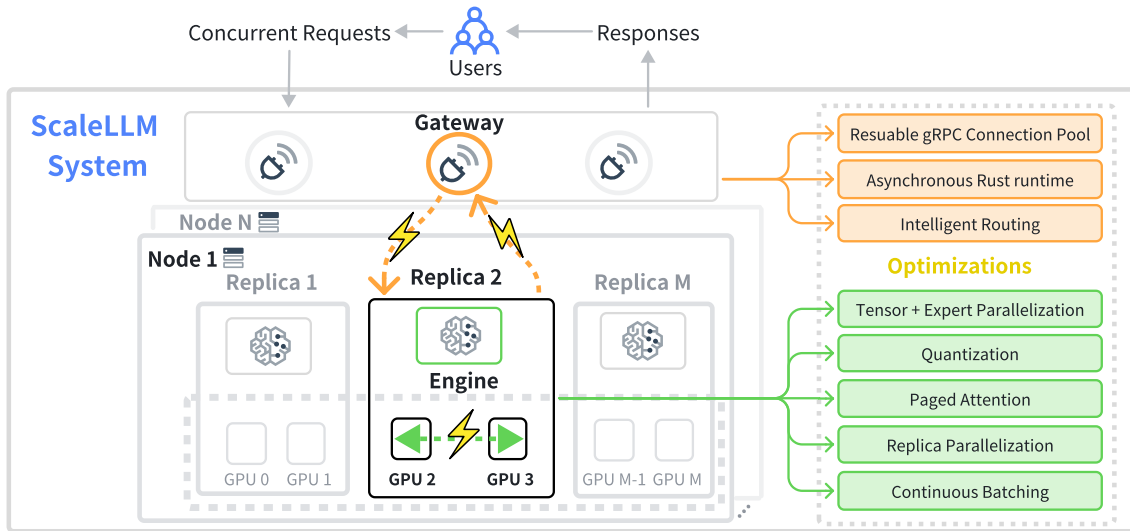 Concurrent Requests
Responses
Users
ScaleLLM
System
Gateway
Node N
Node 1
Replica 1
Replica 2
Replica M
Engine
GPU 0
GPU 1
GPU 2
GPU 3
GPU M-1
GPU M
Resuable gRPC Connection Pool
Asynchronous Rust runtime
Intelligent Routing
Optimizations
Tensor + Expert Parallelization
Quantization
Paged Attention
Replica Parallelization
Continuous Batching